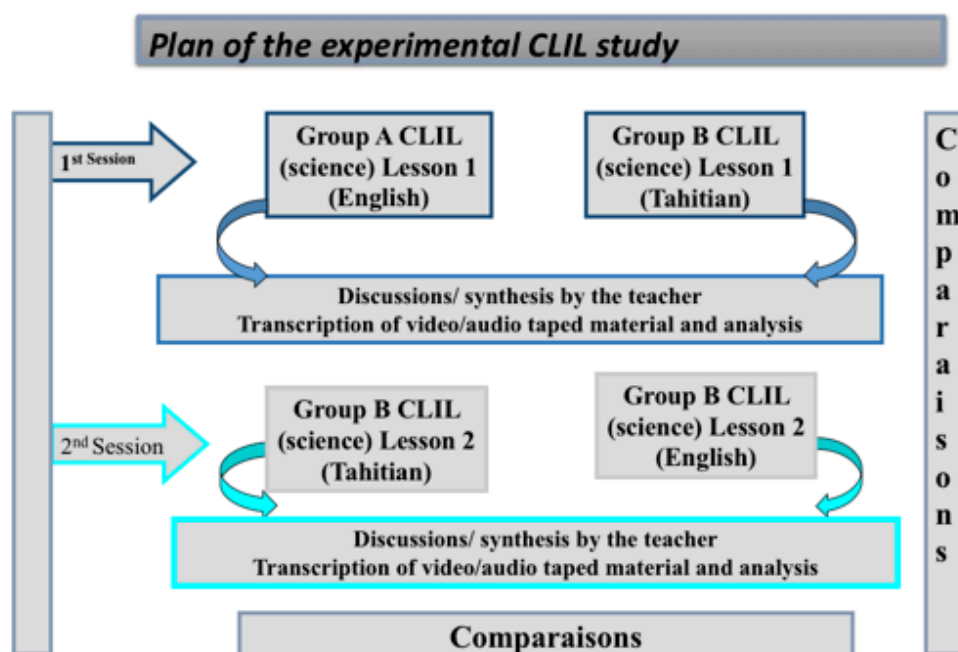 Plan of the experimental CLIL study
1st Session
Group A CLIL
(science) Lesson 1
(English)
Group B CLIL
(science) Lesson 1
(Tahitian)
Discussions/ synthesis by the teacher
Transcription of video/audio taped material and analysis
2nd Session
Group B CLIL
(science) Lesson 2
(Tahitian)
Group B CLIL
(science) Lesson 2
(English)
Discussions/ synthesis by the teacher
Transcription of video/audio taped material and analysis
Comparaisons
Comparaisons